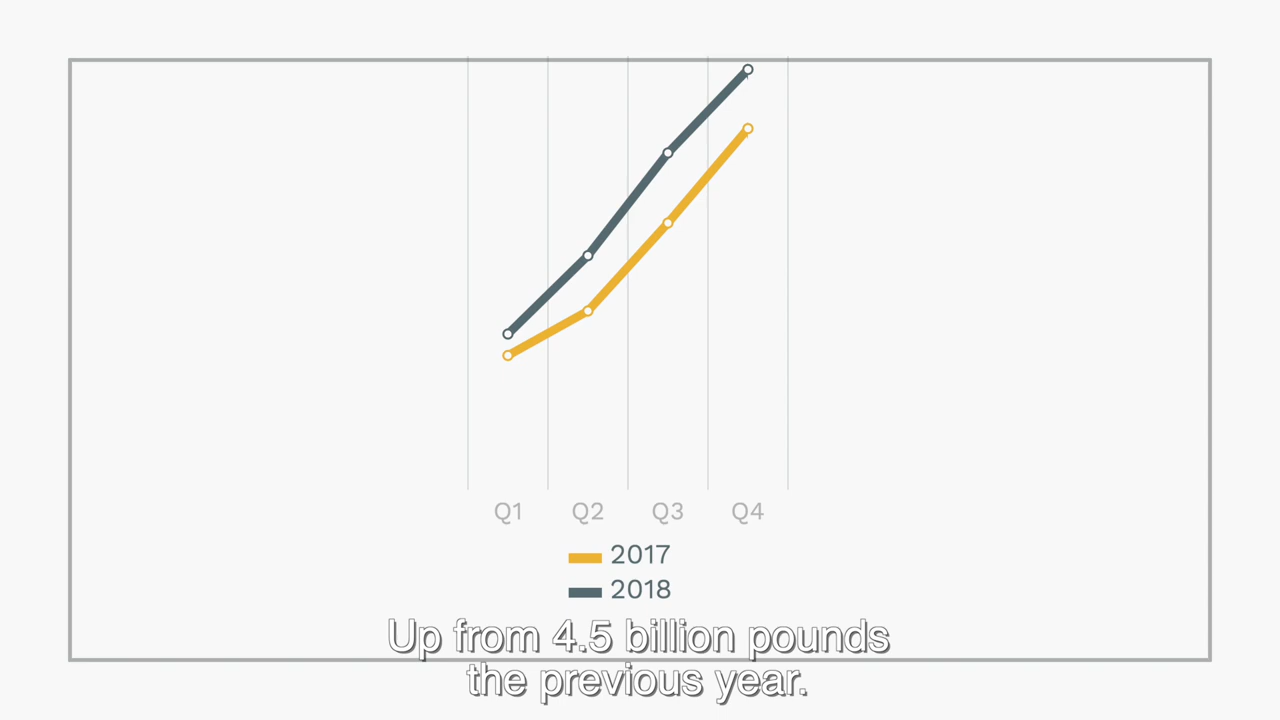 Q1 Q2 Q3 Q4
2017
2018
Up from 4.5 billion pounds
the previous year.